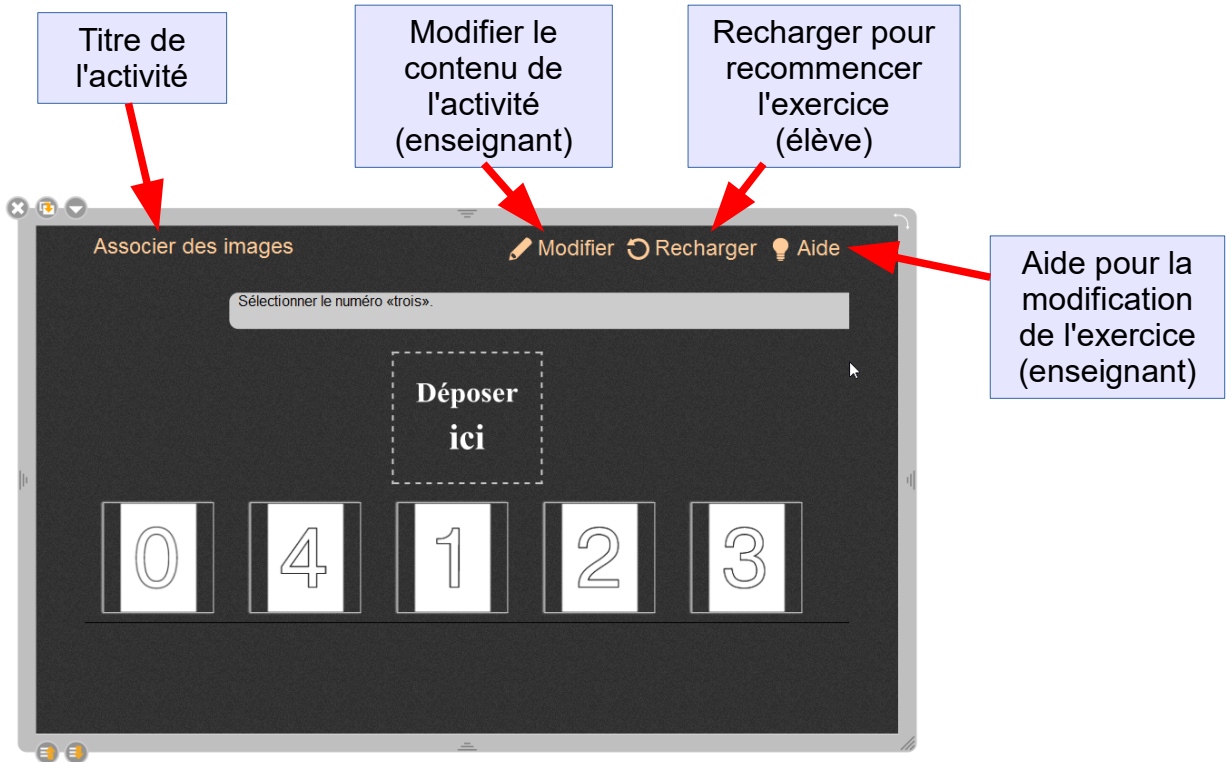 Titre de
l'activité
Modifier le
contenu de
l'activité
(enseignant)
Recharger pour
recommencer
l'exercice
(élève)
Associer des images
Modifier Recharger Aide
Aide pour la
modification
de l'exercice
(enseignant)
Sélectionner le numéro «trois».
Déposer
ici
0 4 1 2 3